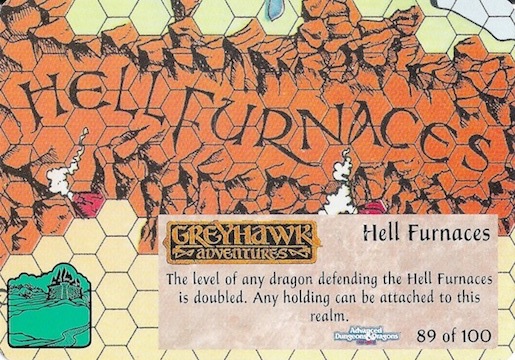 HELL FURNACES
GREYHAWK
ADVENTURES
Hell Furnaces
The level of any dragon defending the Hell Furnaces
is doubled. Any holding can be attached to this
realm.
Advanced
Dungeons & Dragons
89 of 100